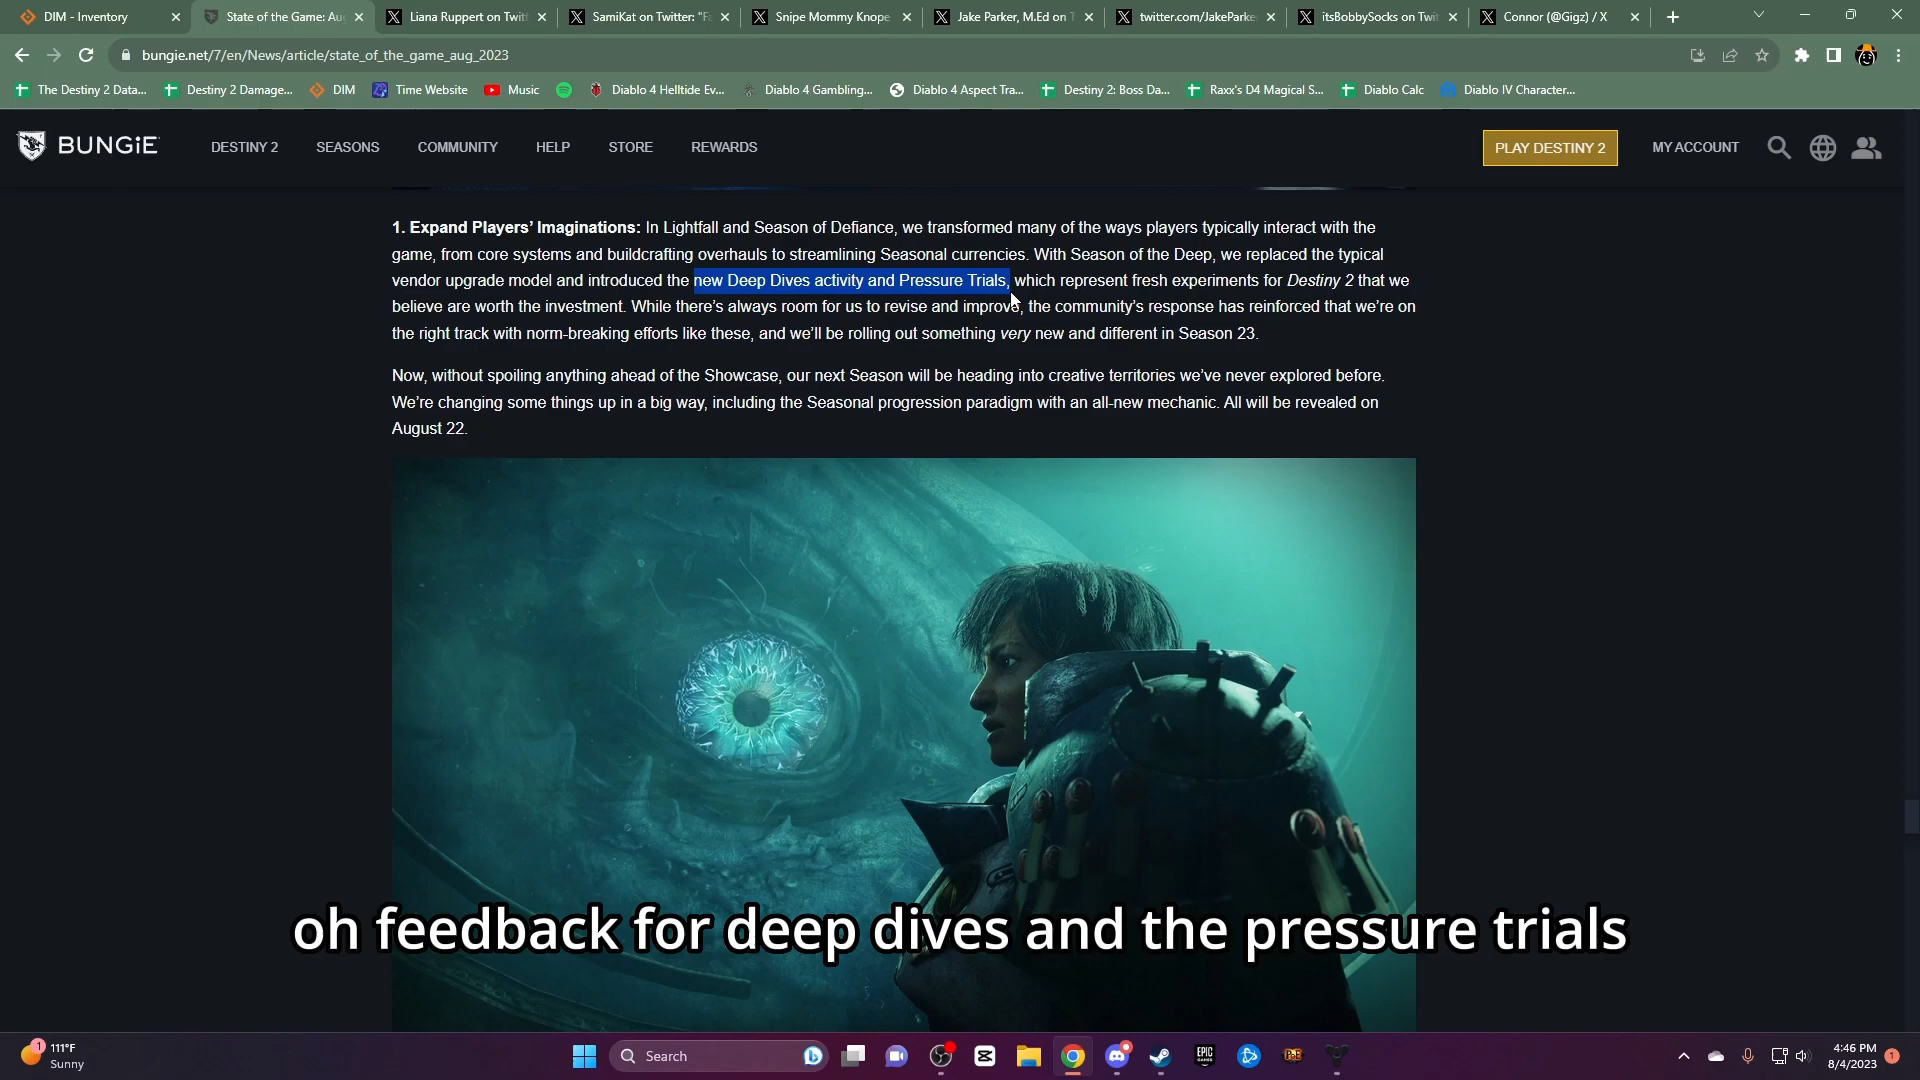 DIM - Inventory
State of the Game: Au
Liana Ruppert on Twitt
SamiKat on Twitter: "F
Snipe Mommy Knope
Jake Parker, M.Ed on T
twitter.com/JakeParke
itsBobbySocks on Twit
Connor (@Gigz) / X
bungie.net/7/en/News/article/state_of_the_game_aug_2023
The Destiny 2 Data...
Destiny 2 Damage...
DIM
Time Website
Music
Diablo 4 Helltide Ev...
Diablo 4 Gambling...
Diablo 4 Aspect Tra...
Destiny 2: Boss Da...
Raxx's D4 Magical S...
Diablo Calc
Diablo IV Character...
BUNGiE
DESTINY 2
SEASONS
COMMUNITY
HELP
STORE
REWARDS
PLAY DESTINY 2
MY ACCOUNT
1. Expand Players’ Imaginations: In Lightfall and Season of Defiance, we transformed many of the ways players typically interact with the
game, from core systems and buildcrafting overhauls to streamlining Seasonal currencies. With Season of the Deep, we replaced the typical
vendor upgrade model and introduced the new Deep Dives activity and Pressure Trials, which represent fresh experiments for Destiny 2 that we
believe are worth the investment. While there’s always room for us to revise and improve, the community’s response has reinforced that we’re on
the right track with norm-breaking efforts like these, and we’ll be rolling out something very new and different in Season 23.
Now, without spoiling anything ahead of the Showcase, our next Season will be heading into creative territories we’ve never explored before.
We’re changing some things up in a big way, including the Seasonal progression paradigm with an all-new mechanic. All will be revealed on
August 22.
oh feedback for deep dives and the pressure trials
1
111°F
Sunny
Search
EPIC GAMES
PoE
4:46 PM
8/4/2023
1